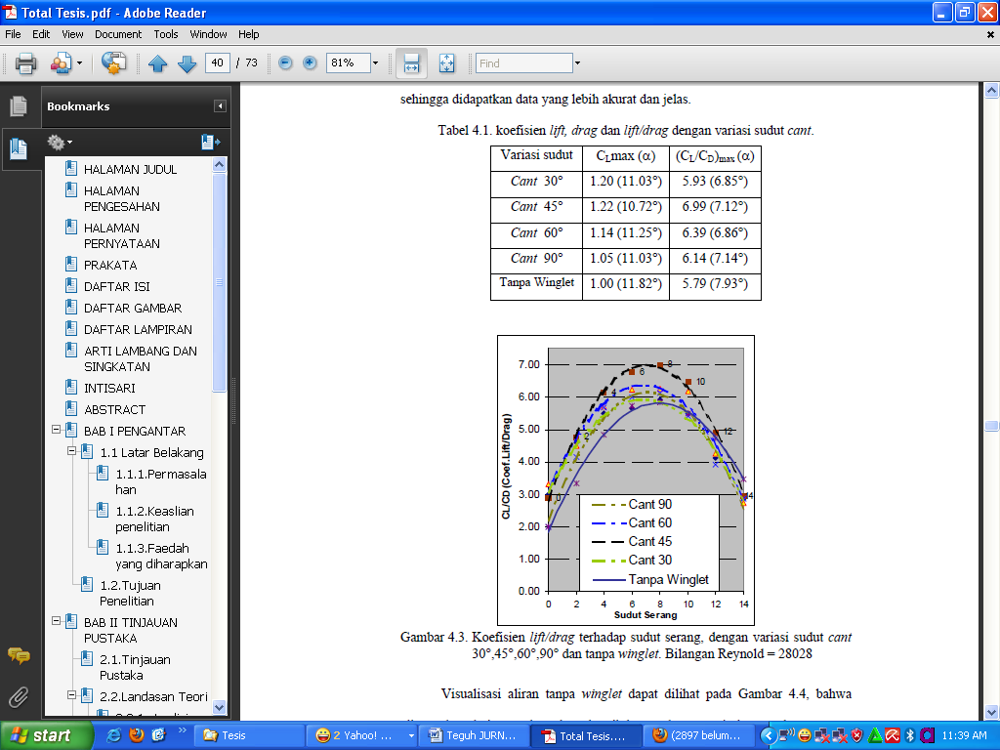 Total Tesis.pdf - Adobe Reader
File Edit View Document Tools Window Help
40 / 73 81% Find
Bookmarks
HALAMAN JUDUL
HALAMAN
PENGESAHAN
HALAMAN
PERNYATAAN
PRAKATA
DAFTAR ISI
DAFTAR GAMBAR
DAFTAR LAMPIRAN
ARTI LAMBANG DAN
SINGKATAN
INTISARI
ABSTRACT
BAB I PENGANTAR
1.1 Latar Belakang
1.1.1.Permasala
han
1.1.2.Keaslian
penelitian
1.1.3.Faedah
yang diharapkan
1.2.Tujuan
Penelitian
BAB II TINJAUAN
PUSTAKA
2.1.Tinjauan
Pustaka
2.2.Landasan Teori
sehingga didapatkan data yang lebih akurat dan jelas.
Tabel 4.1. koefisien lift, drag dan lift/drag dengan variasi sudut cant.
Variasi sudut CLmax (α) (CL/CD)max (α)
Cant 30° 1.20 (11.03°) 5.93 (6.85°)
Cant 45° 1.22 (10.72°) 6.99 (7.12°)
Cant 60° 1.14 (11.25°) 6.39 (6.86°)
Cant 90° 1.05 (11.03°) 6.14 (7.14°)
Tanpa Winglet 1.00 (11.82°) 5.79 (7.93°)
CL/CD (Coef.Lift/Drag)
7.00
6.00
5.00
4.00
3.00
2.00
1.00
0.00
0
2
4
6
8
10
12
14
Cant 90
Cant 60
Cant 45
Cant 30
Tanpa Winglet
0 2 4 6 8 10 12 14
Sudut Serang
Gambar 4.3. Koefisien lift/drag terhadap sudut serang, dengan variasi sudut cant
30°,45°,60°,90° dan tanpa winglet. Bilangan Reynold = 28028
Visualisasi aliran tanpa winglet dapat dilihat pada Gambar 4.4, bahwa
start Tesis 2 Yahoo! ... Teguh JURN... Total Tesis.... (2897 belum... 11:39 AM